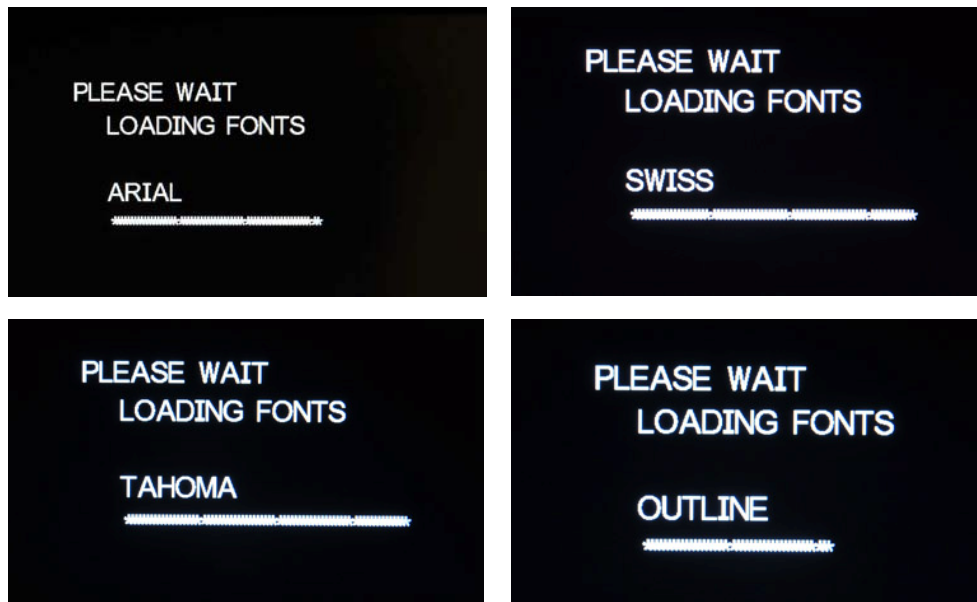 PLEASE WAIT
LOADING FONTS
ARIAL
PLEASE WAIT
LOADING FONTS
SWISS
PLEASE WAIT
LOADING FONTS
TAHOMA
PLEASE WAIT
LOADING FONTS
OUTLINE